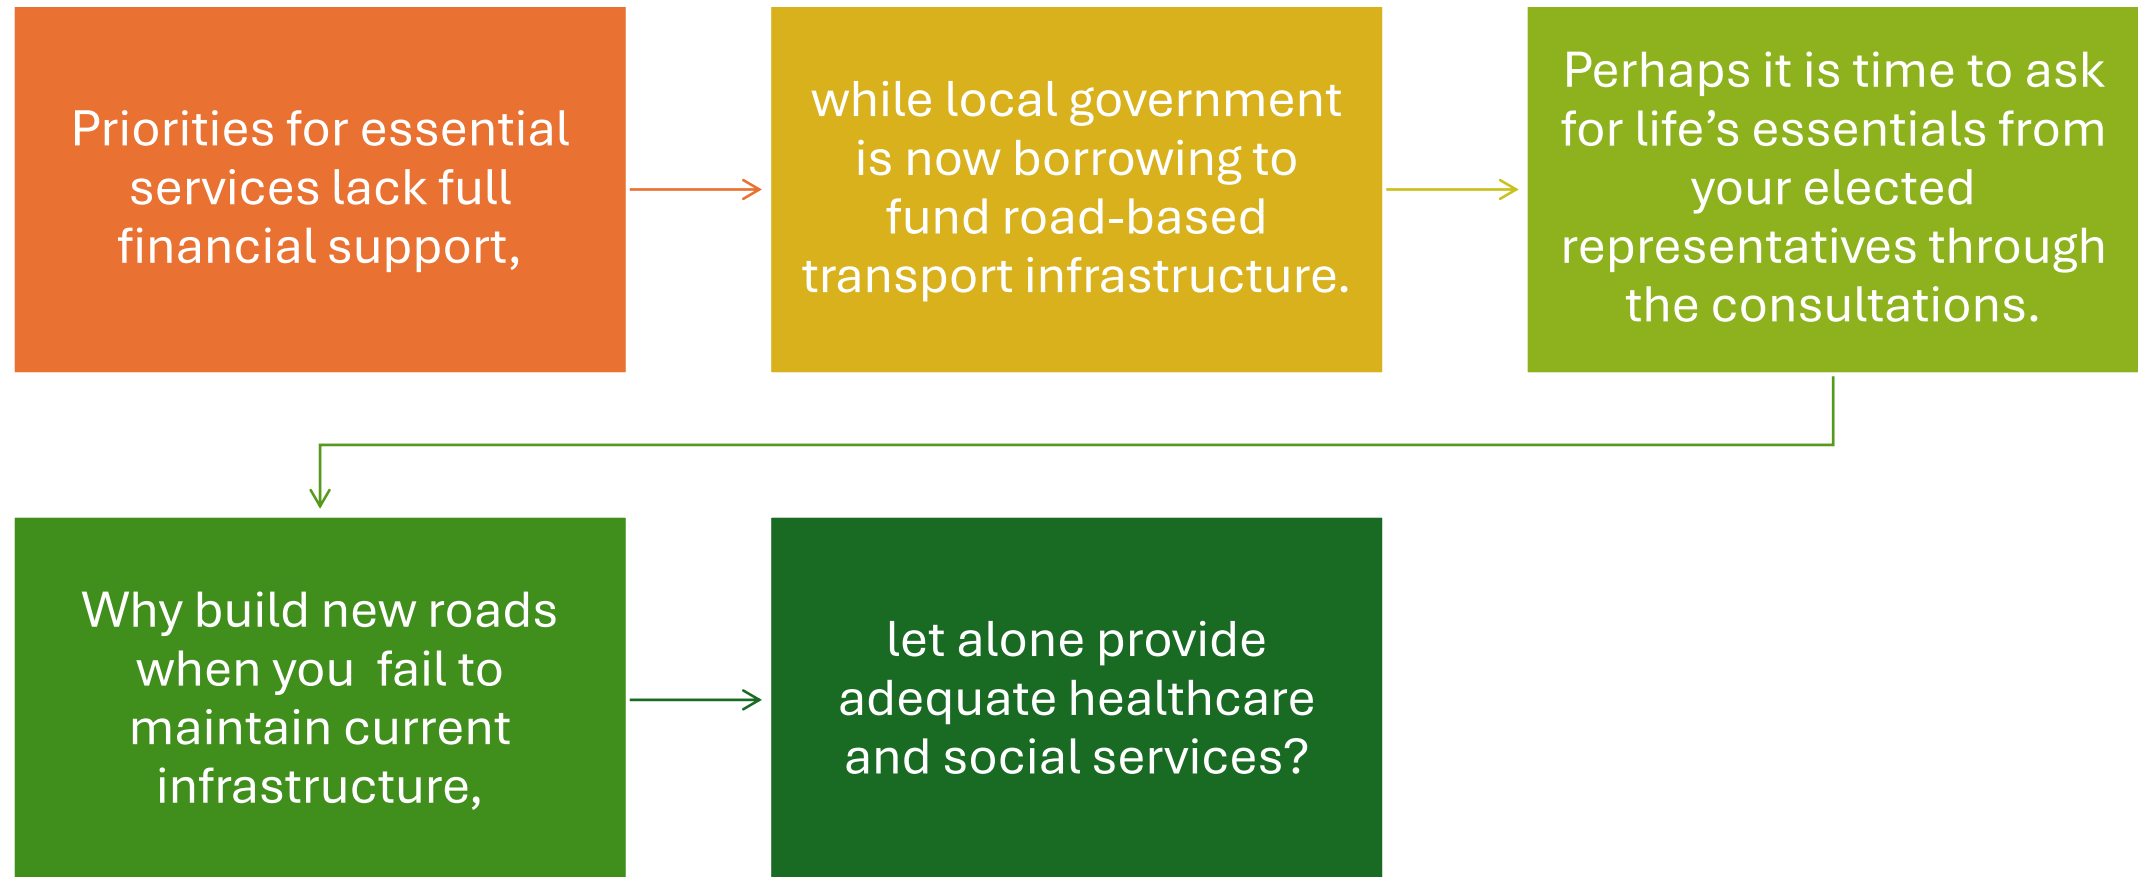 Priorities for essential
services lack full
financial support,
while local government
is now borrowing to
fund road-based
transport infrastructure.
Perhaps it is time to ask
for life’s essentials from
your elected
representatives through
the consultations.
Why build new roads
when you  fail to
maintain current
infrastructure,
let alone provide
adequate healthcare
and social services?